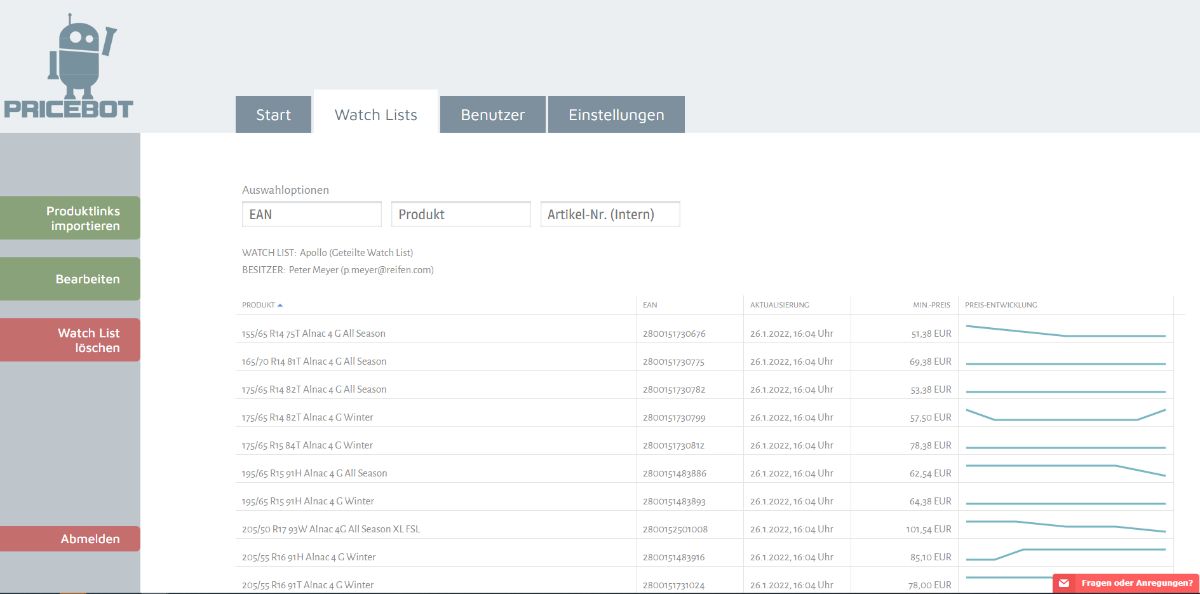 PRICEBOT
Start Watch Lists Benutzer Einstellungen
Produktlinks
importieren
Bearbeiten
Watch List
löschen
Abmelden
Auswahloptionen
EAN Produkt Artikel-Nr. (Intern)
WATCH LIST: Apollo (Geteilte Watch List)
BESITZER: Peter Meyer (p.meyer@reifen.com)
PRODUKT EAN AKTUALISIERUNG MIN.-PREIS PREIS-ENTWICKLUNG
155/65 R14 75T Alnac 4 G All Season 2800151730676 26.1.2022, 16:04 Uhr 51,38 EUR
165/70 R14 81T Alnac 4 G All Season 2800151730775 26.1.2022, 16:04 Uhr 69,38 EUR
175/65 R14 82T Alnac 4 G All Season 2800151730782 26.1.2022, 16:04 Uhr 53,38 EUR
175/65 R14 82T Alnac 4 G Winter 2800151730799 26.1.2022, 16:04 Uhr 57,50 EUR
175/65 R15 84T Alnac 4 G Winter 2800151730812 26.1.2022, 16:04 Uhr 78,38 EUR
195/65 R15 91H Alnac 4 G All Season 2800151483886 26.1.2022, 16:04 Uhr 62,54 EUR
195/65 R15 91H Alnac 4 G Winter 2800151483893 26.1.2022, 16:04 Uhr 64,38 EUR
205/50 R17 93W Alnac 4G All Season XL FSL 2800152501008 26.1.2022, 16:04 Uhr 101,54 EUR
205/55 R16 91H Alnac 4 G Winter 2800151483916 26.1.2022, 16:04 Uhr 85,10 EUR
205/55 R16 91T Alnac 4 G Winter 2800151731024 26.1.2022, 16:04 Uhr 78,00 EUR
Fragen oder Anregungen?